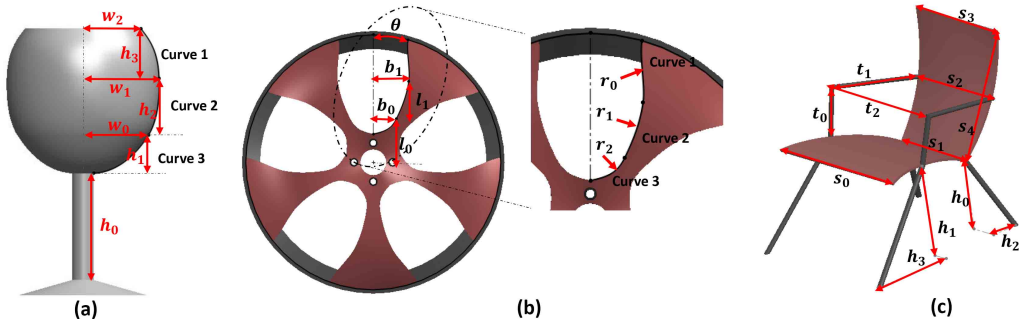 w₂
h₃
Curve 1
w₁
h₂
Curve 2
w₀
h₁
Curve 3
h₀
(a)
θ
b₁
b₀
l₁
l₀
Curve 1
r₀
r₁
Curve 2
r₂
Curve 3
(b)
s₃
t₁
s₂
t₀
t₂
s₄
s₁
s₀
h₀
h₁
h₂
h₃
(c)